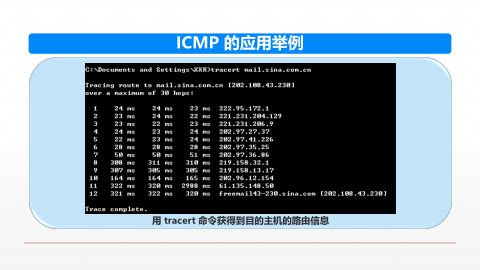 ICMP 的应用举例
C:\Documents and Settings\XXR>tracert mail.sina.com.cn
Tracing route to mail.sina.com.cn [202.108.43.230]
over a maximum of 30 hops:
1 24 ms 24 ms 23 ms 222.95.172.1
2 23 ms 24 ms 22 ms 221.231.204.129
3 23 ms 22 ms 23 ms 221.231.206.9
4 24 ms 23 ms 24 ms 202.97.27.37
5 22 ms 23 ms 24 ms 202.97.41.226
6 28 ms 28 ms 28 ms 202.97.35.25
7 50 ms 50 ms 51 ms 202.97.36.86
8 308 ms 311 ms 310 ms 219.158.32.1
9 307 ms 305 ms 305 ms 219.158.13.17
10 164 ms 164 ms 165 ms 202.96.12.154
11 322 ms 320 ms 2988 ms 61.135.148.50
12 321 ms 322 ms 320 ms freemail43-230.sina.com [202.108.43.230]
Trace complete.
用 tracert 命令获得到目的主机的路由信息